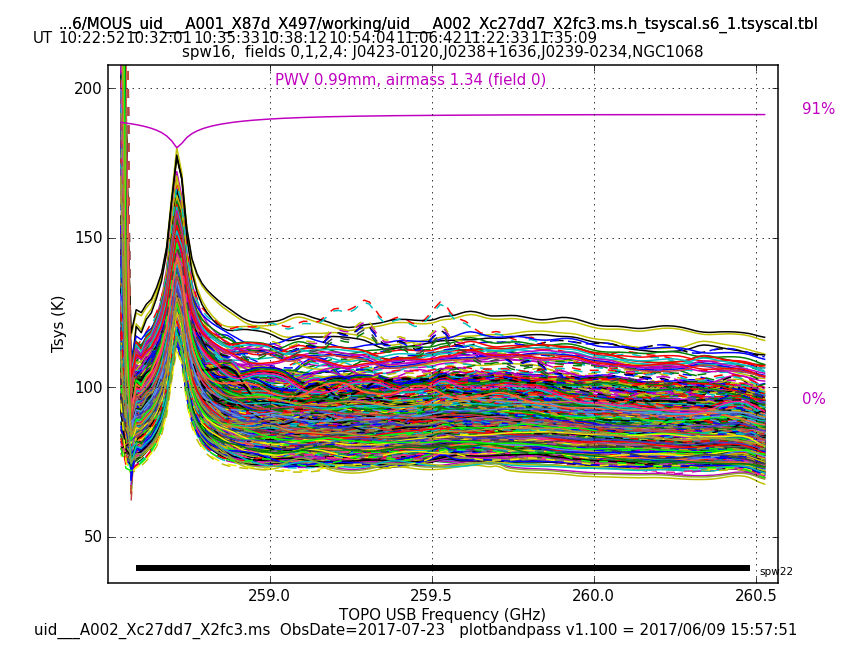 ...6/MOUS_uid___A001_X87d_X497/working/uid___A002_Xc27dd7_X2fc3.ms.h_tsyscal.s6_1.tsyscal.tbl
UT 10:22:52 10:32:01 10:35:33 10:38:12 10:54:04 11:06:42 11:22:33 11:35:09
spw16,  fields 0,1,2,4: J0423-0120,J0238+1636,J0239-0234,NGC1068
PWV 0.99mm, airmass 1.34 (field 0)
200
91%
150
Tsys (K)
100
0%
50
spw22
259.0 259.5 260.0 260.5
TOPO USB Frequency (GHz)
uid___A002_Xc27dd7_X2fc3.ms  ObsDate=2017-07-23   plotbandpass v1.100 = 2017/06/09 15:57:51